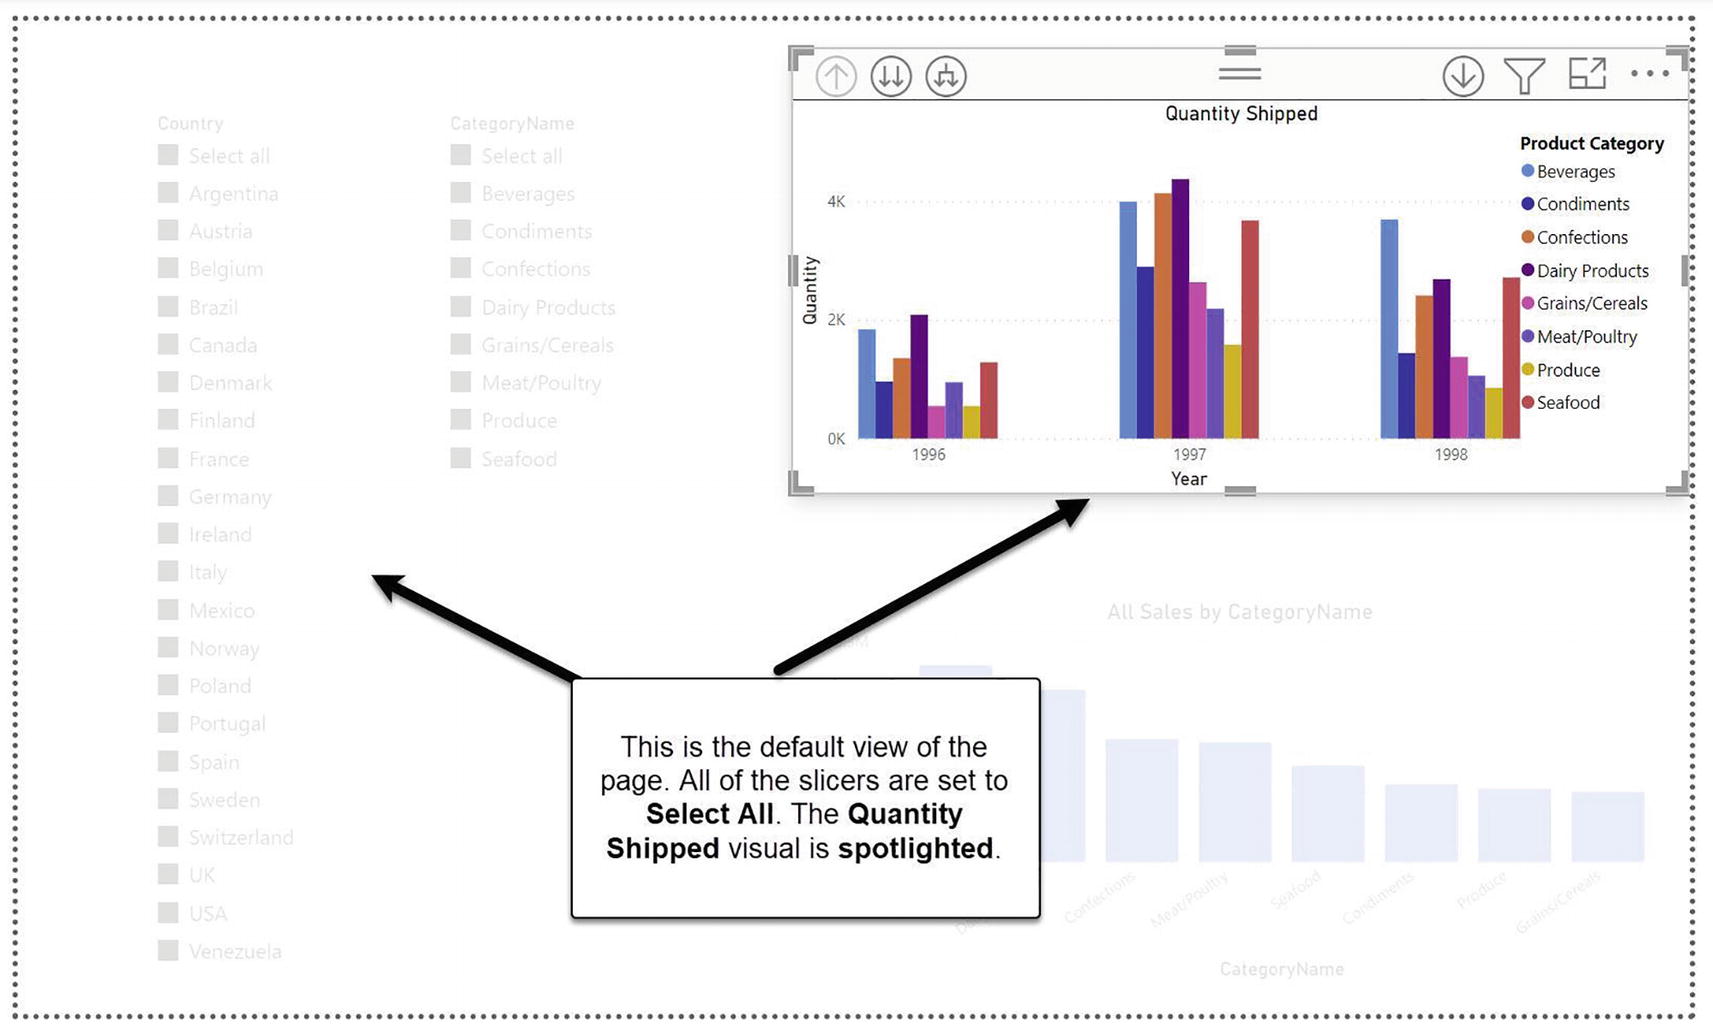 Country
Select all
Argentina
Austria
Belgium
Brazil
Canada
Denmark
Finland
France
Germany
Ireland
Italy
Mexico
Norway
Poland
Portugal
Spain
Sweden
Switzerland
UK
USA
Venezuela
CategoryName
Select all
Beverages
Condiments
Confections
Dairy Products
Grains/Cereals
Meat/Poultry
Produce
Seafood
Quantity Shipped
Quantity
4K
2K
0K
1996
1997
1998
Year
Product Category
Beverages
Condiments
Confections
Dairy Products
Grains/Cereals
Meat/Poultry
Produce
Seafood
This is the default view of the
page. All of the slicers are set to
Select All. The Quantity
Shipped visual is spotlighted.
All Sales by CategoryName
Confections
Meat/Poultry
Seafood
Condiments
Produce
Grains/Cereals
CategoryName